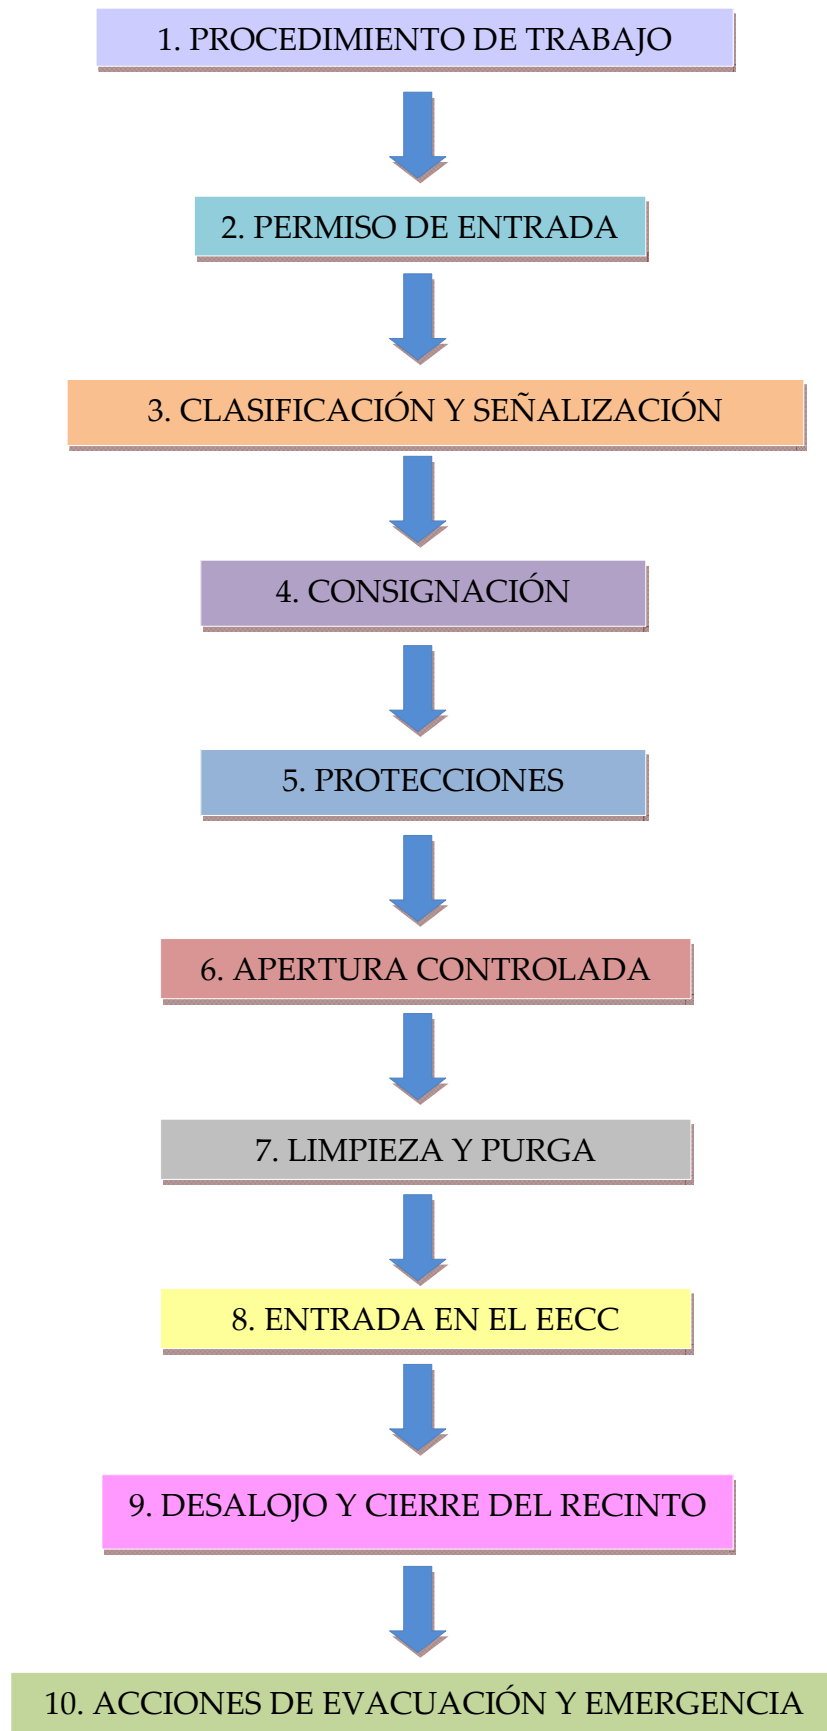 1. PROCEDIMIENTO DE TRABAJO
2. PERMISO DE ENTRADA
3. CLASIFICACIÓN Y SEÑALIZACIÓN
4. CONSIGNACIÓN
5. PROTECCIONES
6. APERTURA CONTROLADA
7. LIMPIEZA Y PURGA
8. ENTRADA EN EL EECC
9. DESALOJO Y CIERRE DEL RECINTO
10. ACCIONES DE EVACUACIÓN Y EMERGENCIA